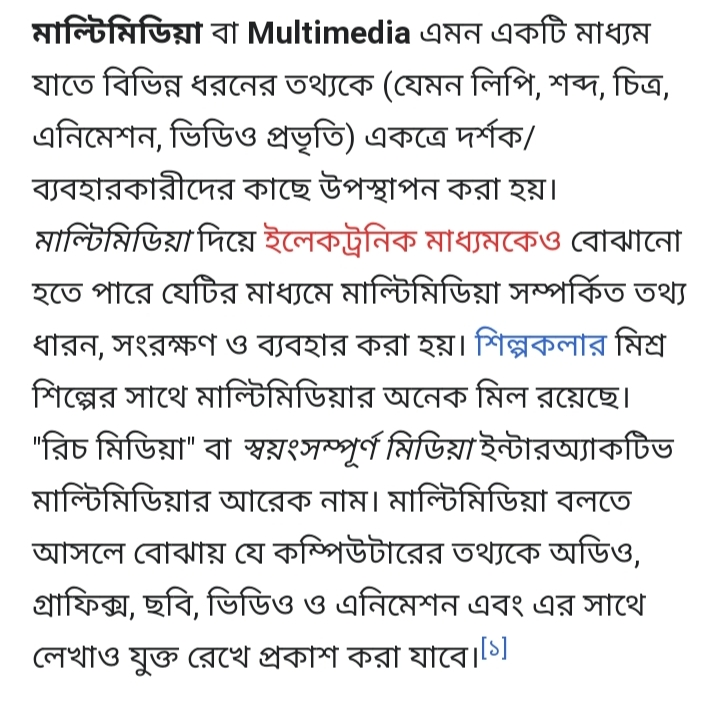 মাল্টিমিডিয়া বা Multimedia এমন একটি মাধ্যম
যাতে বিভিন্ন ধরনের তথ্যকে (যেমন লিপি, শব্দ, চিত্র,
এনিমেশন, ভিডিও প্রভৃতি) একত্রে দর্শক/
ব্যবহারকারীদের কাছে উপস্থাপন করা হয়।
মাল্টিমিডিয়া দিয়ে ইলেকট্রনিক মাধ্যমকেও বোঝানো
হতে পারে যেটির মাধ্যমে মাল্টিমিডিয়া সম্পর্কিত তথ্য
ধারন, সংরক্ষণ ও ব্যবহার করা হয়। শিল্পকলার মিশ্র
শিল্পের সাথে মাল্টিমিডিয়ার অনেক মিল রয়েছে।
"রিচ মিডিয়া" বা স্বয়ংসম্পূর্ণ মিডিয়া ইন্টারঅ্যাকটিভ
মাল্টিমিডিয়ার আরেক নাম। মাল্টিমিডিয়া বলতে
আসলে বোঝায় যে কম্পিউটারের তথ্যকে অডিও,
গ্রাফিক্স, ছবি, ভিডিও ও এনিমেশন এবং এর সাথে
লেখাও যুক্ত রেখে প্রকাশ করা যাবে।[১]